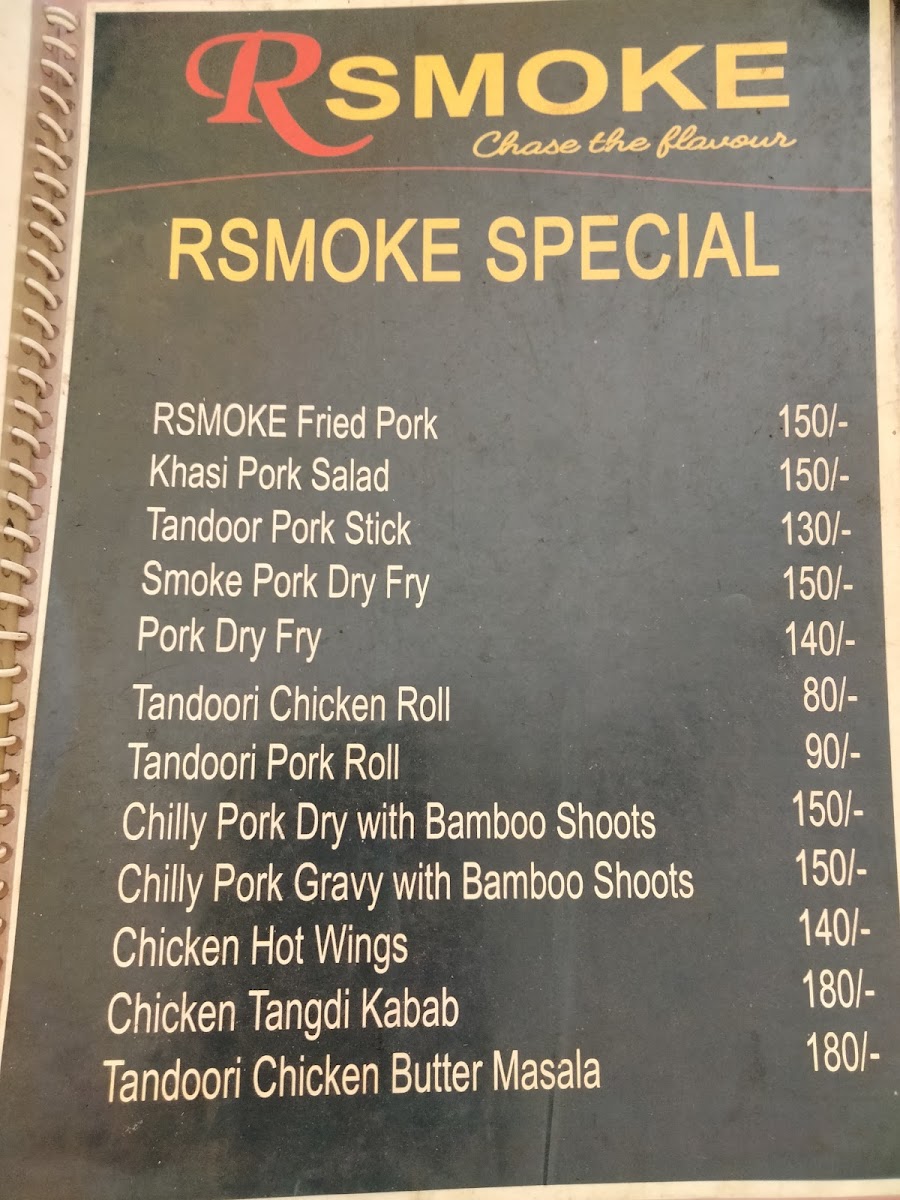 RSMOKE
Chase the flavour
RSMOKE SPECIAL
RSMOKE Fried Pork 150/-
Khasi Pork Salad 150/-
Tandoor Pork Stick 130/-
Smoke Pork Dry Fry 150/-
Pork Dry Fry 140/-
Tandoori Chicken Roll 80/-
Tandoori Pork Roll 90/-
Chilly Pork Dry with Bamboo Shoots 150/-
Chilly Pork Gravy with Bamboo Shoots 150/-
Chicken Hot Wings 140/-
Chicken Tangdi Kabab 180/-
Tandoori Chicken Butter Masala 180/-